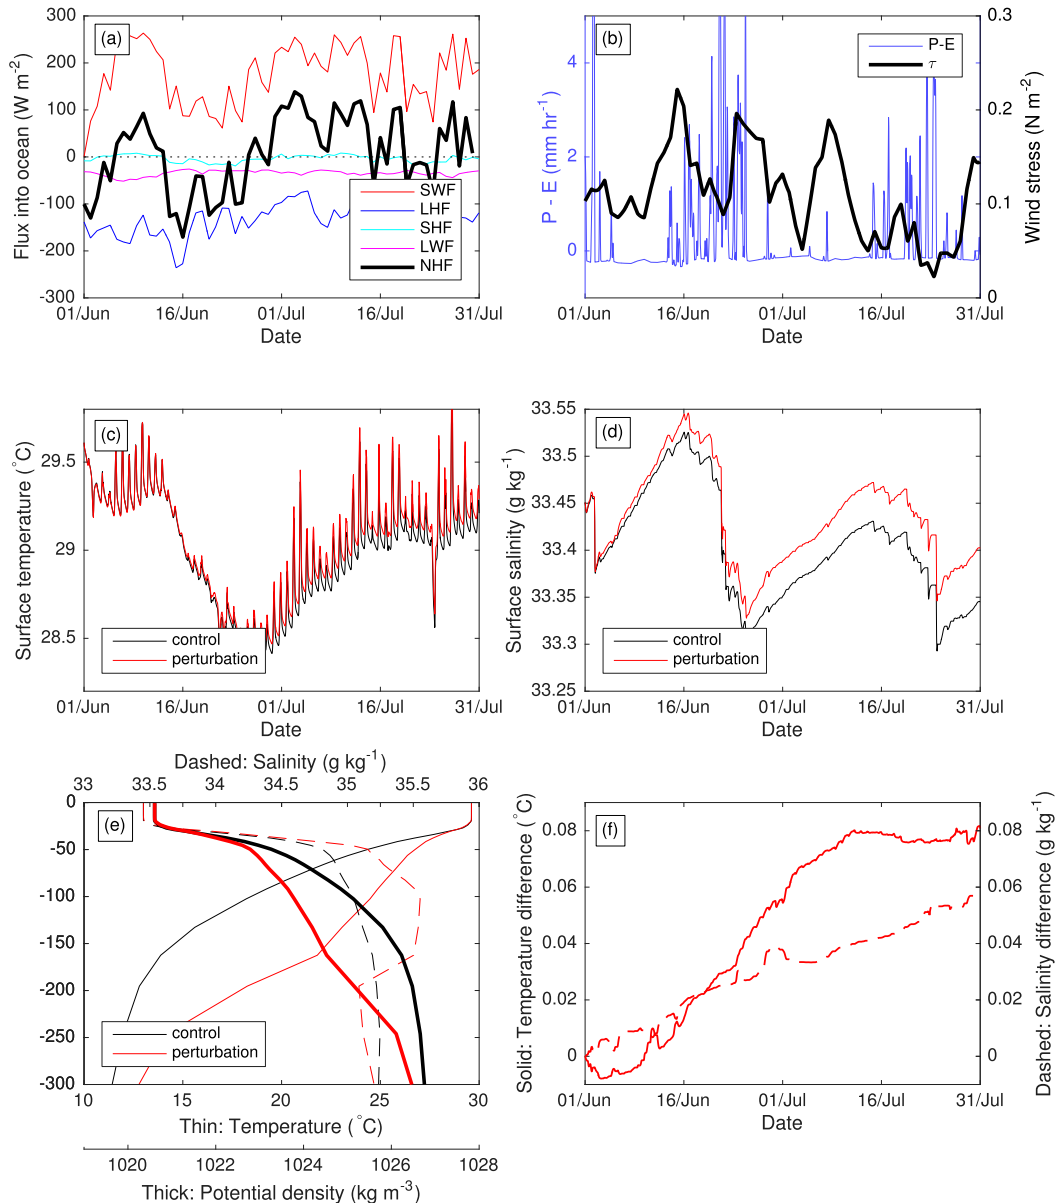 (a)
Flux into ocean (W m-2)
300
200
100
0
-100
-200
-300
SWF
LHF
SHF
LWF
NHF
01/Jun 16/Jun 01/Jul 16/Jul 31/Jul
Date
(b)
P - E (mm hr-1)
4
2
0
P-E
τ
0.3
0.2
0.1
0
Wind stress (N m-2)
01/Jun 16/Jun 01/Jul 16/Jul 31/Jul
Date
(c)
Surface temperature (°C)
29.5
29
28.5
control
perturbation
01/Jun 16/Jun 01/Jul 16/Jul 31/Jul
Date
(d)
Surface salinity (g kg-1)
33.55
33.5
33.45
33.4
33.35
33.3
33.25
control
perturbation
01/Jun 16/Jun 01/Jul 16/Jul 31/Jul
Date
Dashed: Salinity (g kg-1)
33 33.5 34 34.5 35 35.5 36
(e)
0
-50
-100
-150
-200
-250
-300
control
perturbation
10 15 20 25 30
Thin: Temperature (°C)
1020 1022 1024 1026 1028
Thick: Potential density (kg m-3)
(f)
Solid: Temperature difference (°C)
0.08
0.06
0.04
0.02
0
0.08
0.06
0.04
0.02
0
Dashed: Salinity difference (g kg-1)
01/Jun 16/Jun 01/Jul 16/Jul 31/Jul
Date